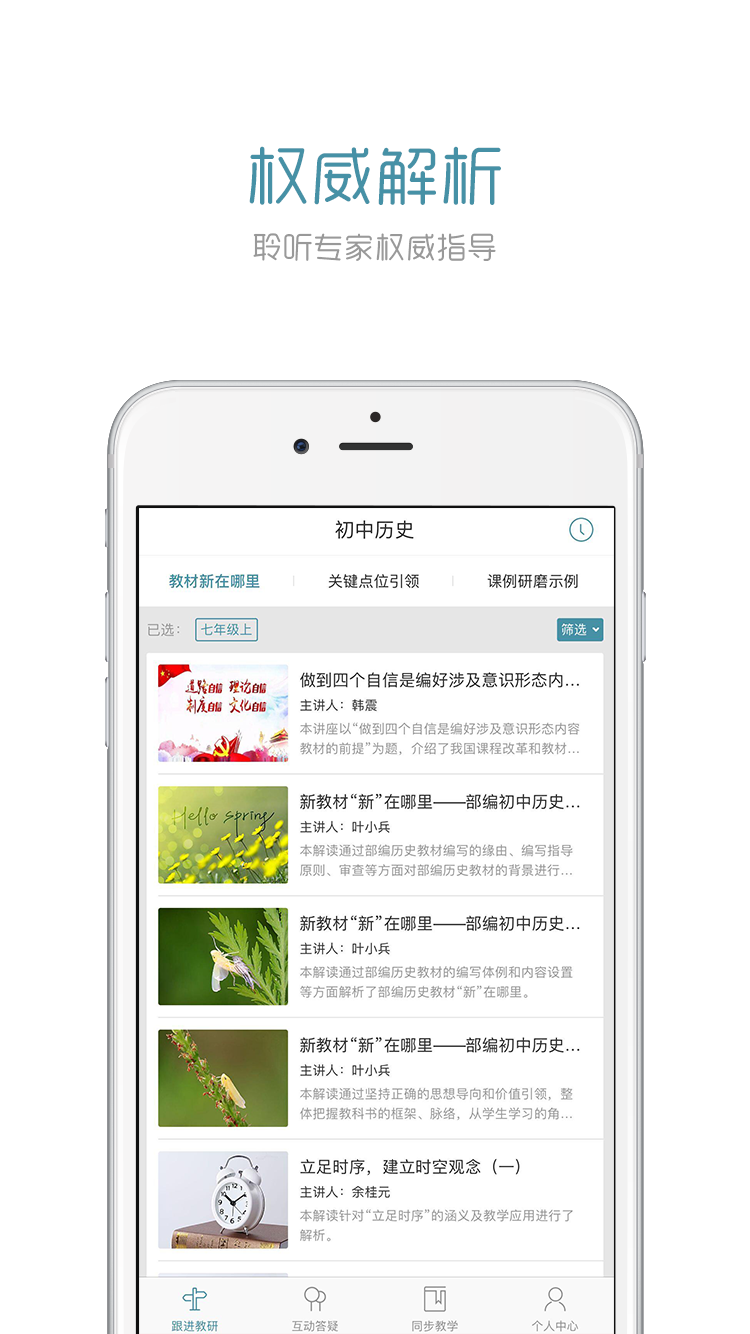 权威解析
聆听专家权威指导
初中历史
教材新在哪里
关键点位引领
课例研磨示例
已选：
七年级上
筛选
道路自信 理论自信
制度自信 文化自信
做到四个自信是编好涉及意识形态内...
主讲人：韩震
本讲座以“做到四个自信是编好涉及意识形态内容
教材的前提”为题，介绍了我国课程改革和教材...
Hello spring
新教材“新”在哪里——部编初中历史...
主讲人：叶小兵
本解读通过部编历史教材编写的缘由、编写指导
原则、审查等方面对部编历史教材的背景进行...
新教材“新”在哪里——部编初中历史...
主讲人：叶小兵
本解读通过部编历史教材的编写体例和内容设置
等方面解析了部编历史教材“新”在哪里。
新教材“新”在哪里——部编初中历史...
主讲人：叶小兵
本解读通过坚持正确的思想导向和价值引领，整
体把握教科书的框架、脉络，从学生学习的角...
立足时序，建立时空观念（一）
主讲人：余桂元
本解读针对“立足时序”的涵义及教学应用进行了
解析。
跟进教研
互动答疑
同步教学
个人中心